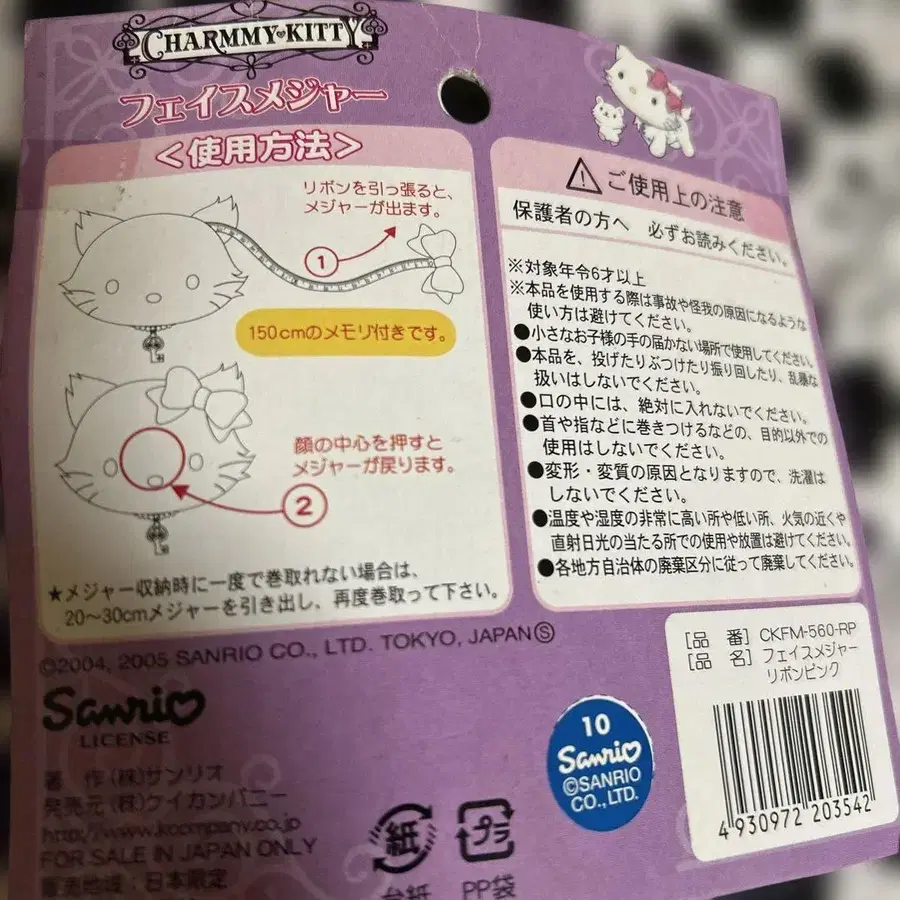 CHARMMY KITTY
フェイスメジャー
＜使用方法＞
リボンを引っ張ると、
メジャーが出ます。
1
150cmのメモリ付きです。
顔の中心を押すと
メジャーが戻ります。
2
★メジャー収納時に一度で巻取れない場合は、
20～30cmメジャーを引き出し、再度巻取って下さい。
ご使用上の注意
保護者の方へ 必ずお読みください。
※対象年令6才以上
※本品を使用する際は事故や怪我の原因になるような
使い方は避けてください。
●小さなお子様の手の届かない場所で使用してください。
●本品を、投げたりぶつけたり振り回したり、乱暴な
扱いはしないでください。
●口の中には、絶対に入れないでください。
●首や指などに巻きつけるなどの、目的以外での
使用はしないでください。
●変形・変質の原因となりますので、洗濯は
しないでください。
●温度や湿度の非常に高い所や低い所、火気の近くや
直射日光の当たる所での使用や放置は避けてください。
●各地方自治体の廃棄区分に従って廃棄してください。
©2004, 2005 SANRIO CO., LTD. TOKYO, JAPAN Ⓢ
Sanrio
LICENSE
著 作 (株)サンリオ
発売元 (株)ケイカンパニー
http://www.kcompany.co.jp
FOR SALE IN JAPAN ONLY
販売地域：日本限定
紙
台紙
プラ
PP袋
10
Sanrio
©SANRIO
CO., LTD.
[品 番] CKFM-560-RP
[品 名] フェイスメジャー
リボンピンク
4 930972 203542